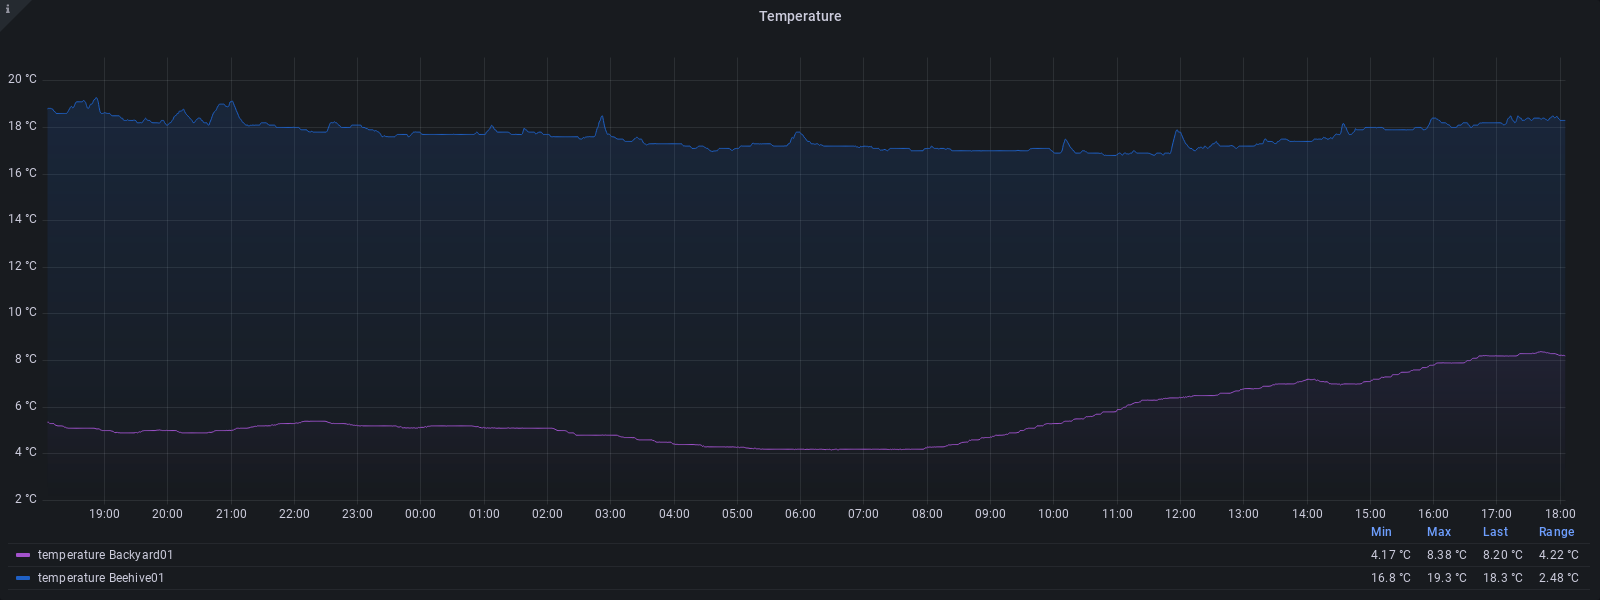 i
Temperature
20 °C
18 °C
16 °C
14 °C
12 °C
10 °C
8 °C
6 °C
4 °C
2 °C
19:00 20:00 21:00 22:00 23:00 00:00 01:00 02:00 03:00 04:00 05:00 06:00 07:00 08:00 09:00 10:00 11:00 12:00 13:00 14:00 15:00 16:00 17:00 18:00
Min Max Last Range
temperature Backyard01 4.17 °C 8.38 °C 8.20 °C 4.22 °C
temperature Beehive01 16.8 °C 19.3 °C 18.3 °C 2.48 °C